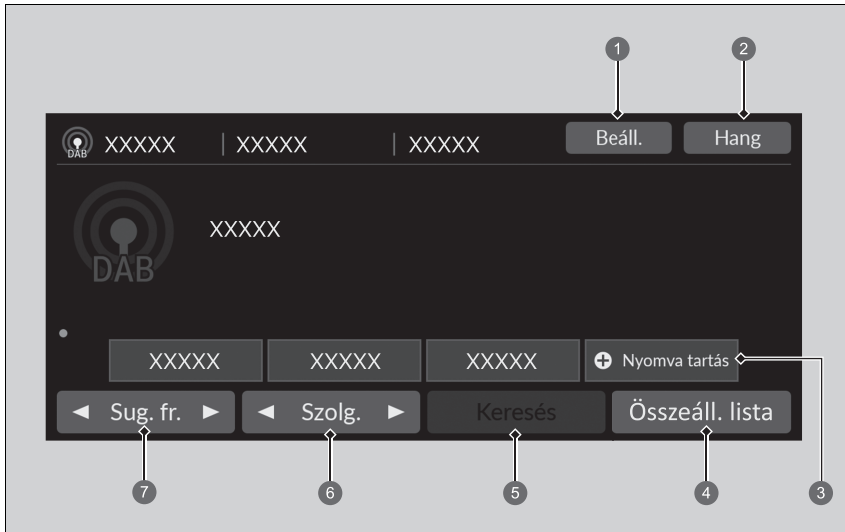 1 2
DAB XXXXX | XXXXX | XXXXX Beáll. Hang
XXXXX
DAB
XXXXX XXXXX XXXXX Nyomva tartás
◄ Sug. fr. ► ◄ Szolg. ► Keresés Összeáll. lista
7 6 5 4 3